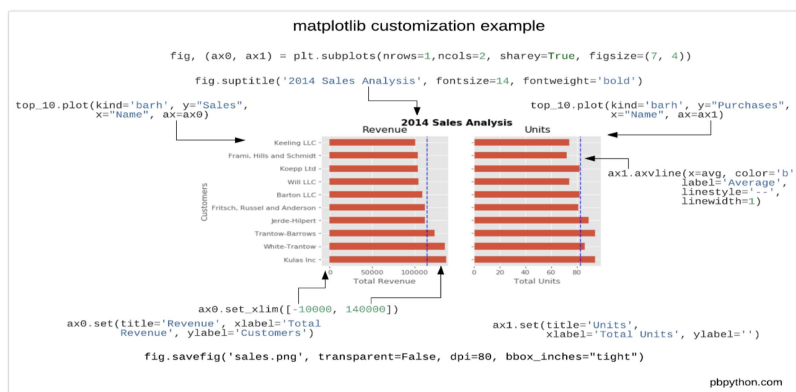 matplotlib customization example
fig, (ax0, ax1) = plt.subplots(nrows=1,ncols=2, sharey=True, figsize=(7, 4))
fig.suptitle('2014 Sales Analysis', fontsize=14, fontweight='bold')
top_10.plot(kind='barh', y="Sales",
x="Name", ax=ax0)
top_10.plot(kind='barh', y="Purchases",
x="Name", ax=ax1)
2014 Sales Analysis
Revenue
Units
Customers
Keeling LLC
Frami, Hills and Schmidt
Koepp Ltd
Will LLC
Barton LLC
Fritsch, Russel and Anderson
Jerde-Hilpert
Trantow-Barrows
White-Trantow
Kulas Inc
0 50000 100000
Total Revenue
0 20 40 60 80
Total Units
ax1.axvline(x=avg, color='b'
label='Average',
linestyle='--',
linewidth=1)
ax0.set_xlim([-10000, 140000])
ax0.set(title='Revenue', xlabel='Total
Revenue', ylabel='Customers')
ax1.set(title='Units',
xlabel='Total Units', ylabel='')
fig.savefig('sales.png', transparent=False, dpi=80, bbox_inches="tight")
pbpython.com